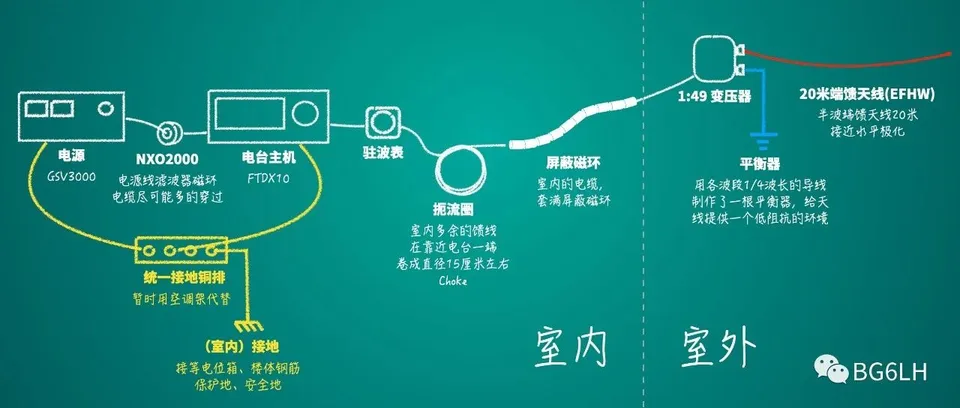 1:49 变压器
20米端馈天线(EFHW)
半波端馈天线20米
接近水平极化
电源
GSV3000
NXO2000
电源线滤波器磁环
电缆尽可能多的穿过
电台主机
FTDX10
驻波表
屏蔽磁环
室内的电缆，
套满屏蔽磁环
平衡器
用各波段1/4波长的导线
制作了一根平衡器，给天
线提供一个低阻抗的环境
扼流圈
室内多余的馈线
在靠近电台一端
卷成直径15厘米左右
Choke
统一接地铜排
暂时用空调架代替
（室内）接地
接等电位箱、楼体钢筋
保护地、安全地
室内
室外
BG6LH